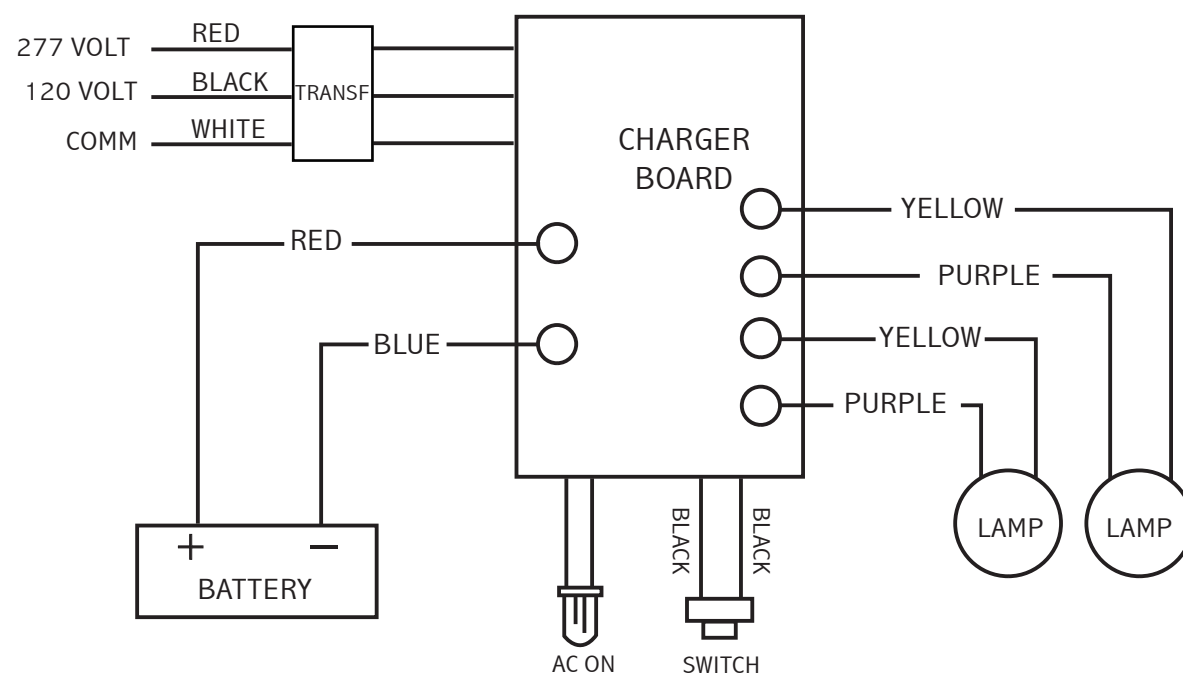 277 VOLT
RED
120 VOLT
BLACK
COMM
WHITE
TRANSF
CHARGER
BOARD
YELLOW
RED
PURPLE
BLUE
YELLOW
PURPLE
BLACK
BLACK
LAMP
LAMP
+
−
BATTERY
AC ON
SWITCH